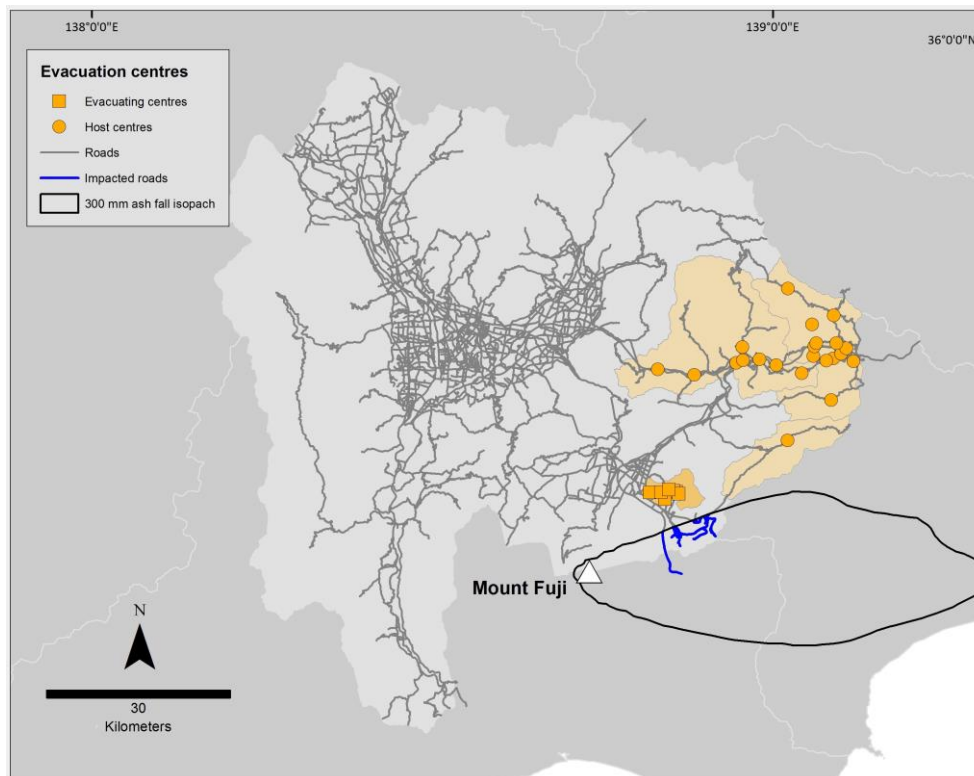 138°0'0"E
139°0'0"E
36°0'0"N
Evacuation centres
Evacuating centres
Host centres
Roads
Impacted roads
300 mm ash fall isopach
Mount Fuji
N
30
Kilometers